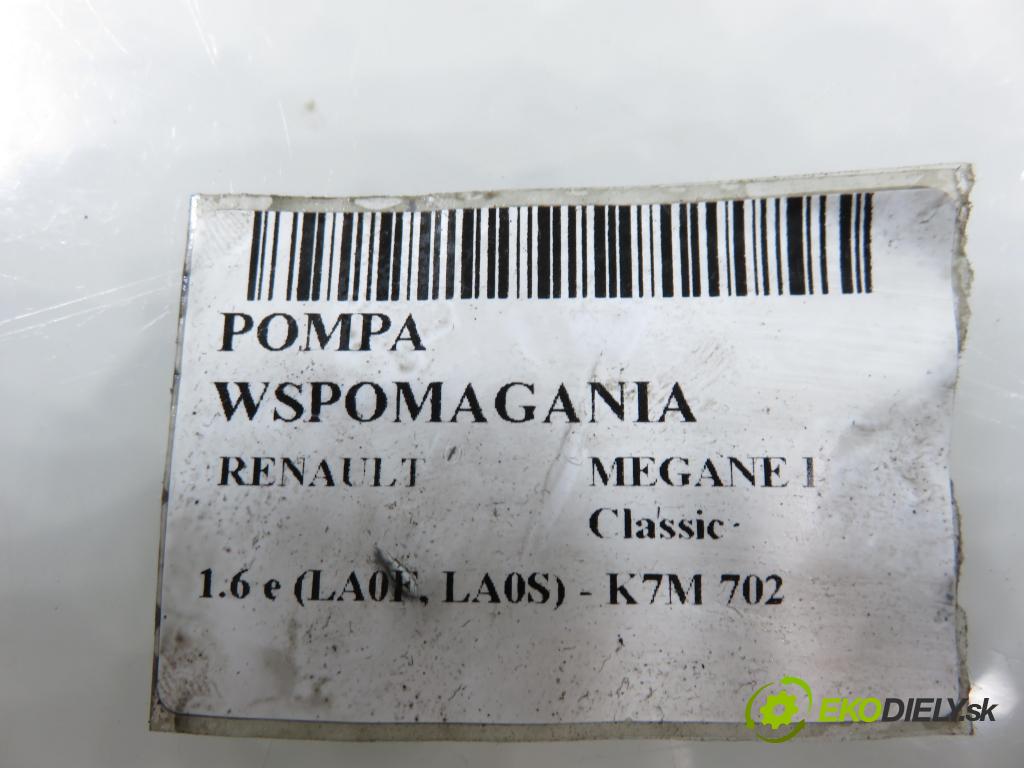 POMPA
WSPOMAGANIA
RENAULT MEGANE I
Classic
1.6 e (LA0F, LA0S) - K7M 702
EKODIELY.sk